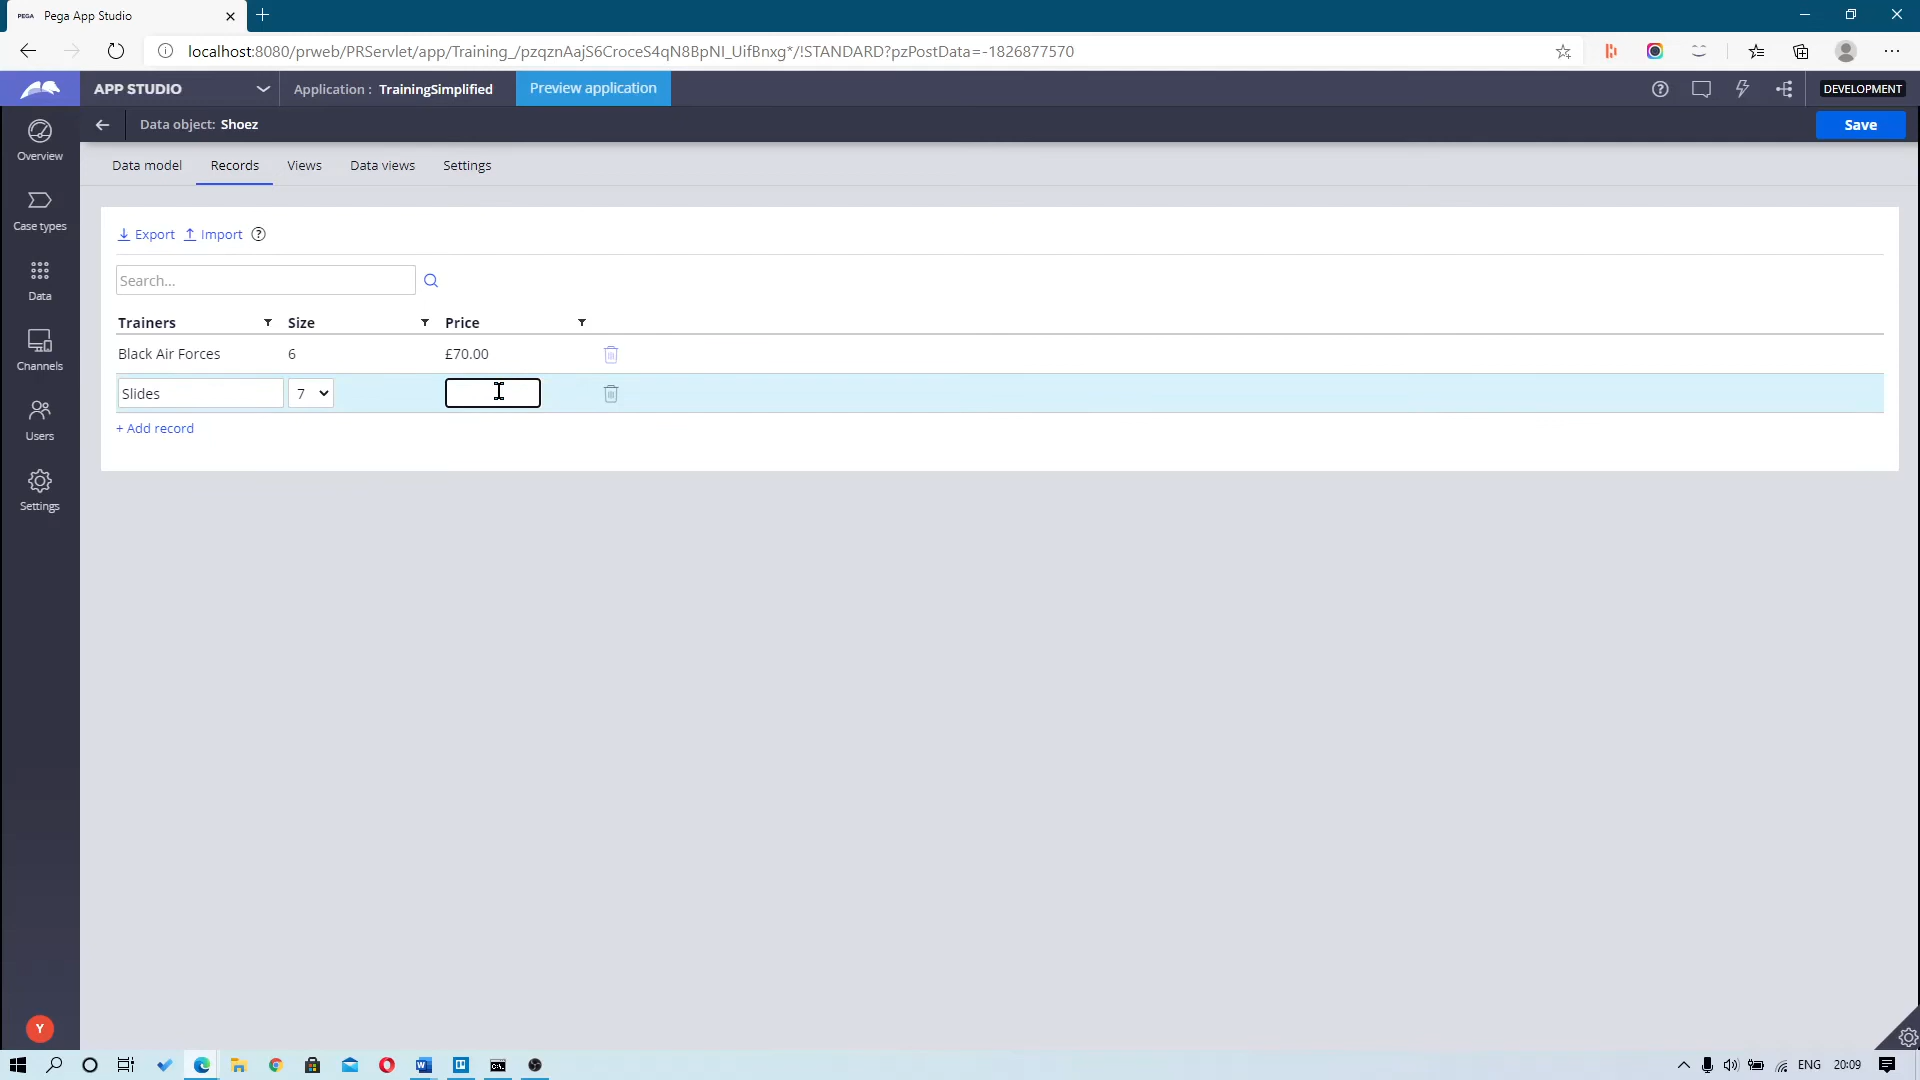 PEGA Pega App Studio
localhost:8080/prweb/PRServlet/app/Training_/pzqznAajS6CroceS4qN8BpNI_UifBnxg*/!STANDARD?pzPostData=-1826877570
APP STUDIO Application : TrainingSimplified Preview application DEVELOPMENT
Data object: Shoez Save
Overview
Case types
Data
Channels
Users
Settings
Data model Records Views Data views Settings
Export Import
Search...
Trainers Size Price
Black Air Forces 6 £70.00
Slides 7
+ Add record
Y
ENG 20:09